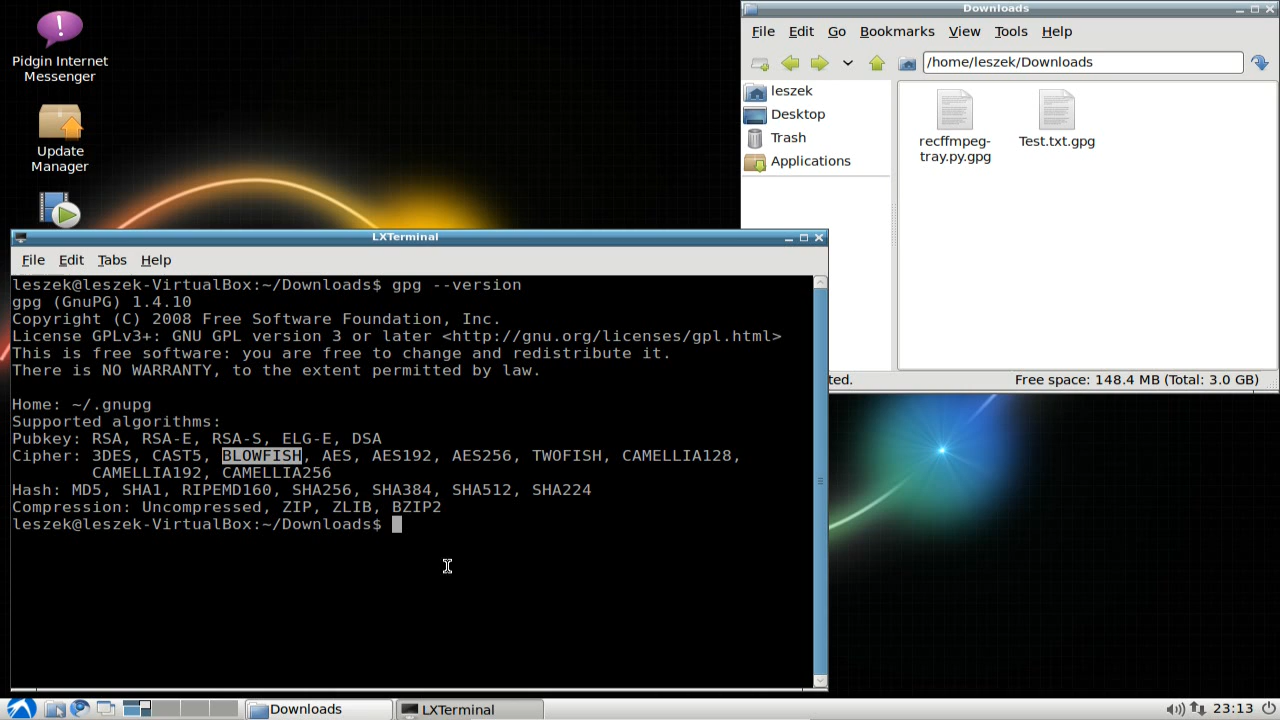 Pidgin Internet
Messenger
Update
Manager
Downloads
File Edit Go Bookmarks View Tools Help
/home/leszek/Downloads
leszek
Desktop
Trash
Applications
recffmpeg-
tray.py.gpg
Test.txt.gpg
ted.
Free space: 148.4 MB (Total: 3.0 GB)
LXTerminal
File Edit Tabs Help
leszek@leszek-VirtualBox:~/Downloads$ gpg --version
gpg (GnuPG) 1.4.10
Copyright (C) 2008 Free Software Foundation, Inc.
License GPLv3+: GNU GPL version 3 or later <http://gnu.org/licenses/gpl.html>
This is free software: you are free to change and redistribute it.
There is NO WARRANTY, to the extent permitted by law.
Home: ~/.gnupg
Supported algorithms:
Pubkey: RSA, RSA-E, RSA-S, ELG-E, DSA
Cipher: 3DES, CAST5, BLOWFISH, AES, AES192, AES256, TWOFISH, CAMELLIA128,
CAMELLIA192, CAMELLIA256
Hash: MD5, SHA1, RIPEMD160, SHA256, SHA384, SHA512, SHA224
Compression: Uncompressed, ZIP, ZLIB, BZIP2
leszek@leszek-VirtualBox:~/Downloads$
Downloads
LXTerminal
23:13